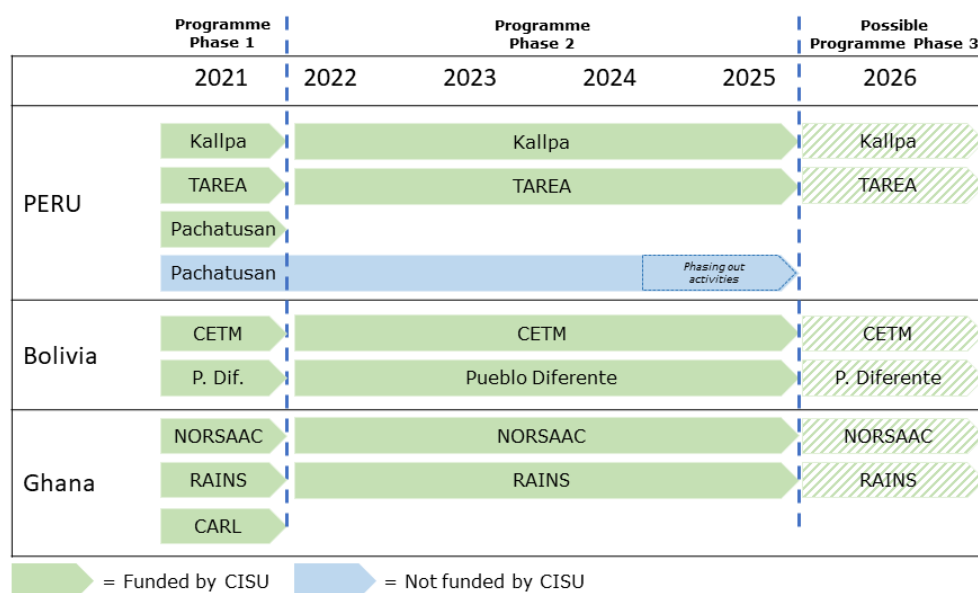 Programme
Phase 1
Programme
Phase 2
Possible
Programme Phase 3
2021 2022 2023 2024 2025 2026
PERU
Kallpa Kallpa Kallpa
TAREA TAREA TAREA
Pachatusan
Pachatusan
Phasing out
activities
Bolivia
CETM CETM CETM
P. Dif. Pueblo Diferente P. Diferente
Ghana
NORSAAC NORSAAC NORSAAC
RAINS RAINS RAINS
CARL
= Funded by CISU = Not funded by CISU